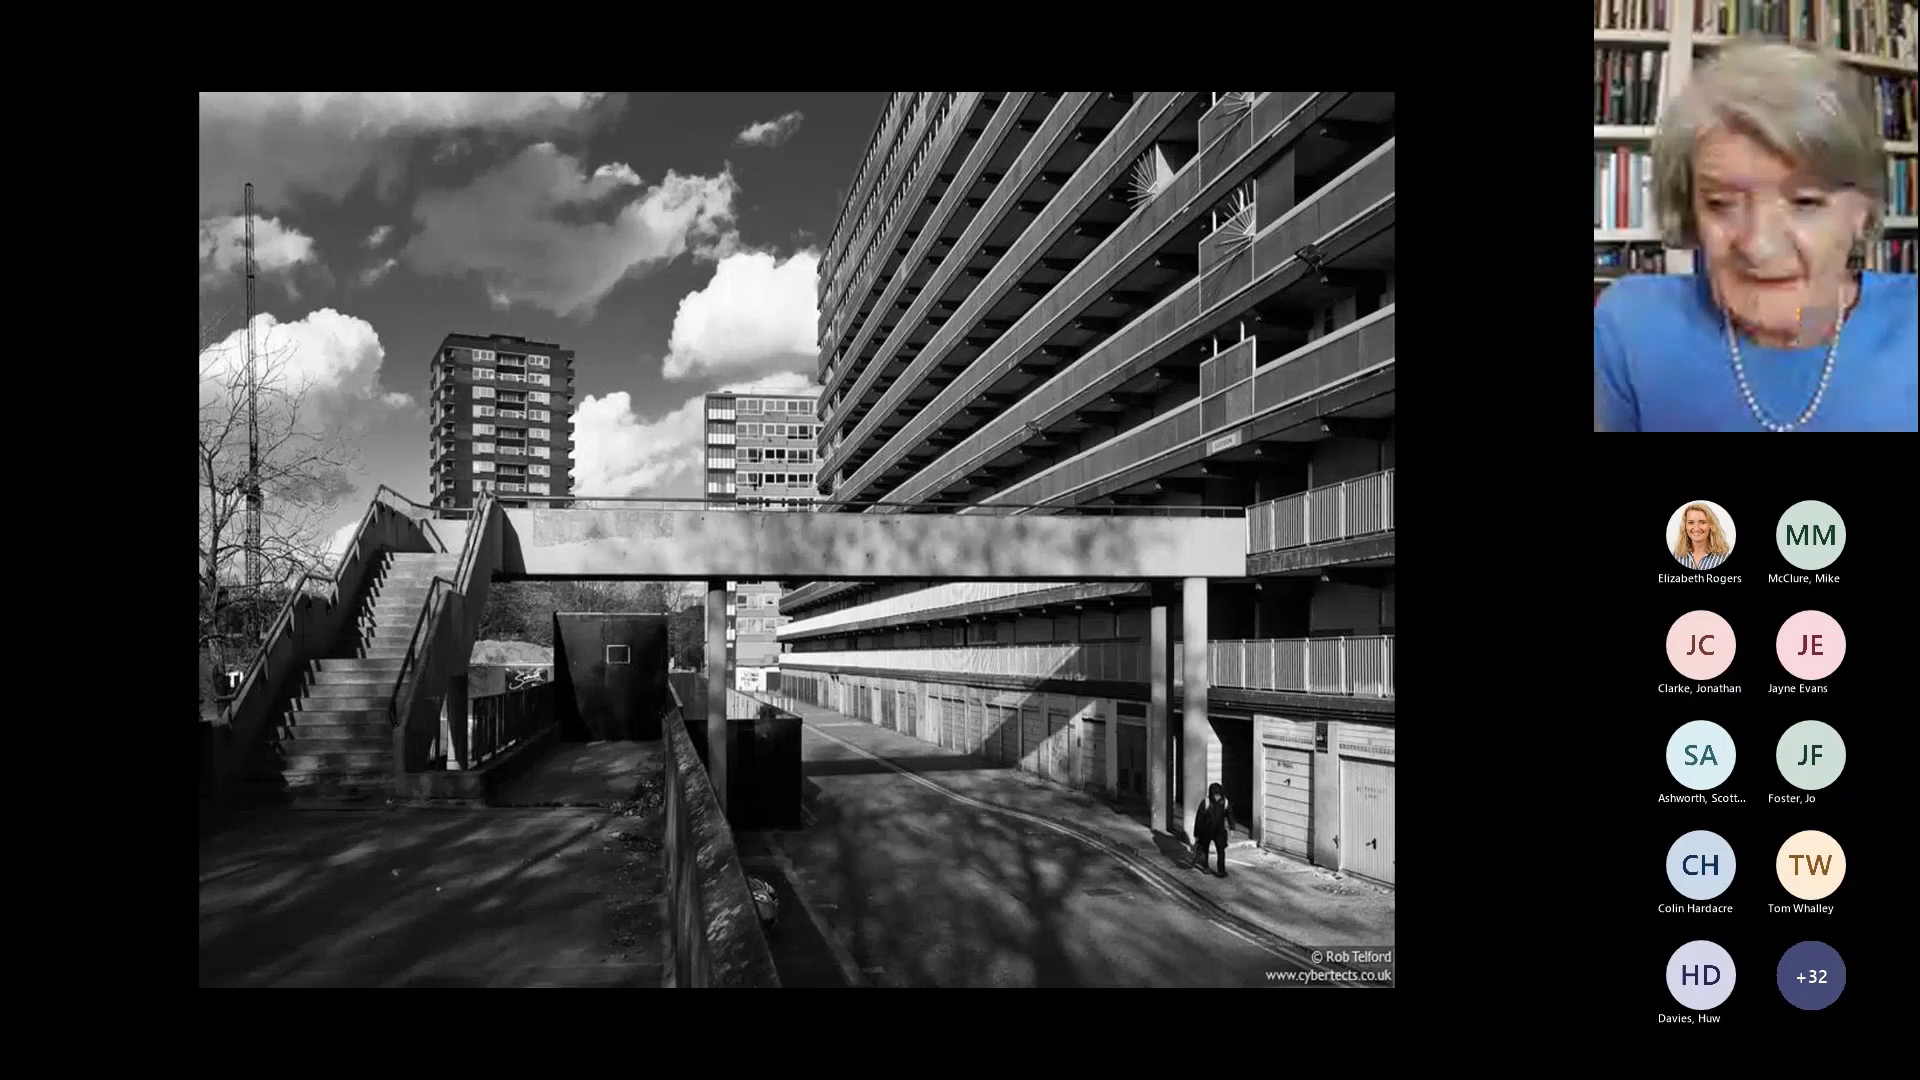 © Rob Telford
www.cybertects.co.uk
MM
Elizabeth Rogers
McClure, Mike
JC
JE
Clarke, Jonathan
Jayne Evans
SA
JF
Ashworth, Scott...
Foster, Jo
CH
TW
Colin Hardacre
Tom Whalley
HD
+32
Davies, Huw